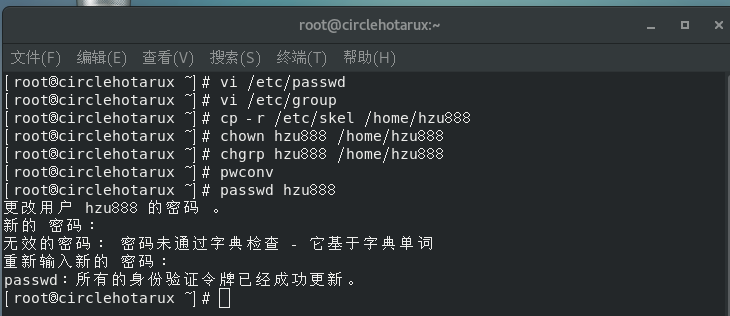 root@circlehotarux:~
文件(F) 编辑(E) 查看(V) 搜索(S) 终端(T) 帮助(H)
[root@circlehotarux ~]# vi /etc/passwd
[root@circlehotarux ~]# vi /etc/group
[root@circlehotarux ~]# cp -r /etc/skel /home/hzu888
[root@circlehotarux ~]# chown hzu888 /home/hzu888
[root@circlehotarux ~]# chgrp hzu888 /home/hzu888
[root@circlehotarux ~]# pwconv
[root@circlehotarux ~]# passwd hzu888
更改用户 hzu888 的密码 。
新的 密码：
无效的密码： 密码未通过字典检查 - 它基于字典单词
重新输入新的 密码：
passwd：所有的身份验证令牌已经成功更新。
[root@circlehotarux ~]#